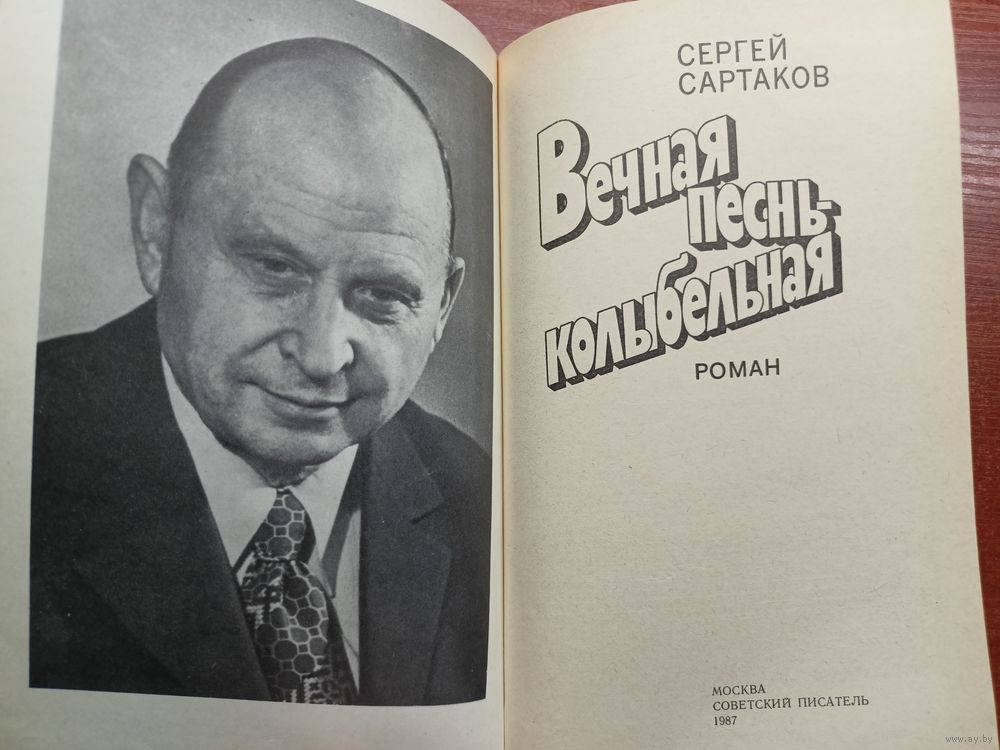 СЕРГЕЙ
САРТАКОВ
Вечная
песнь-
колыбельная
РОМАН
МОСКВА
СОВЕТСКИЙ ПИСАТЕЛЬ
1987
www.ay.by